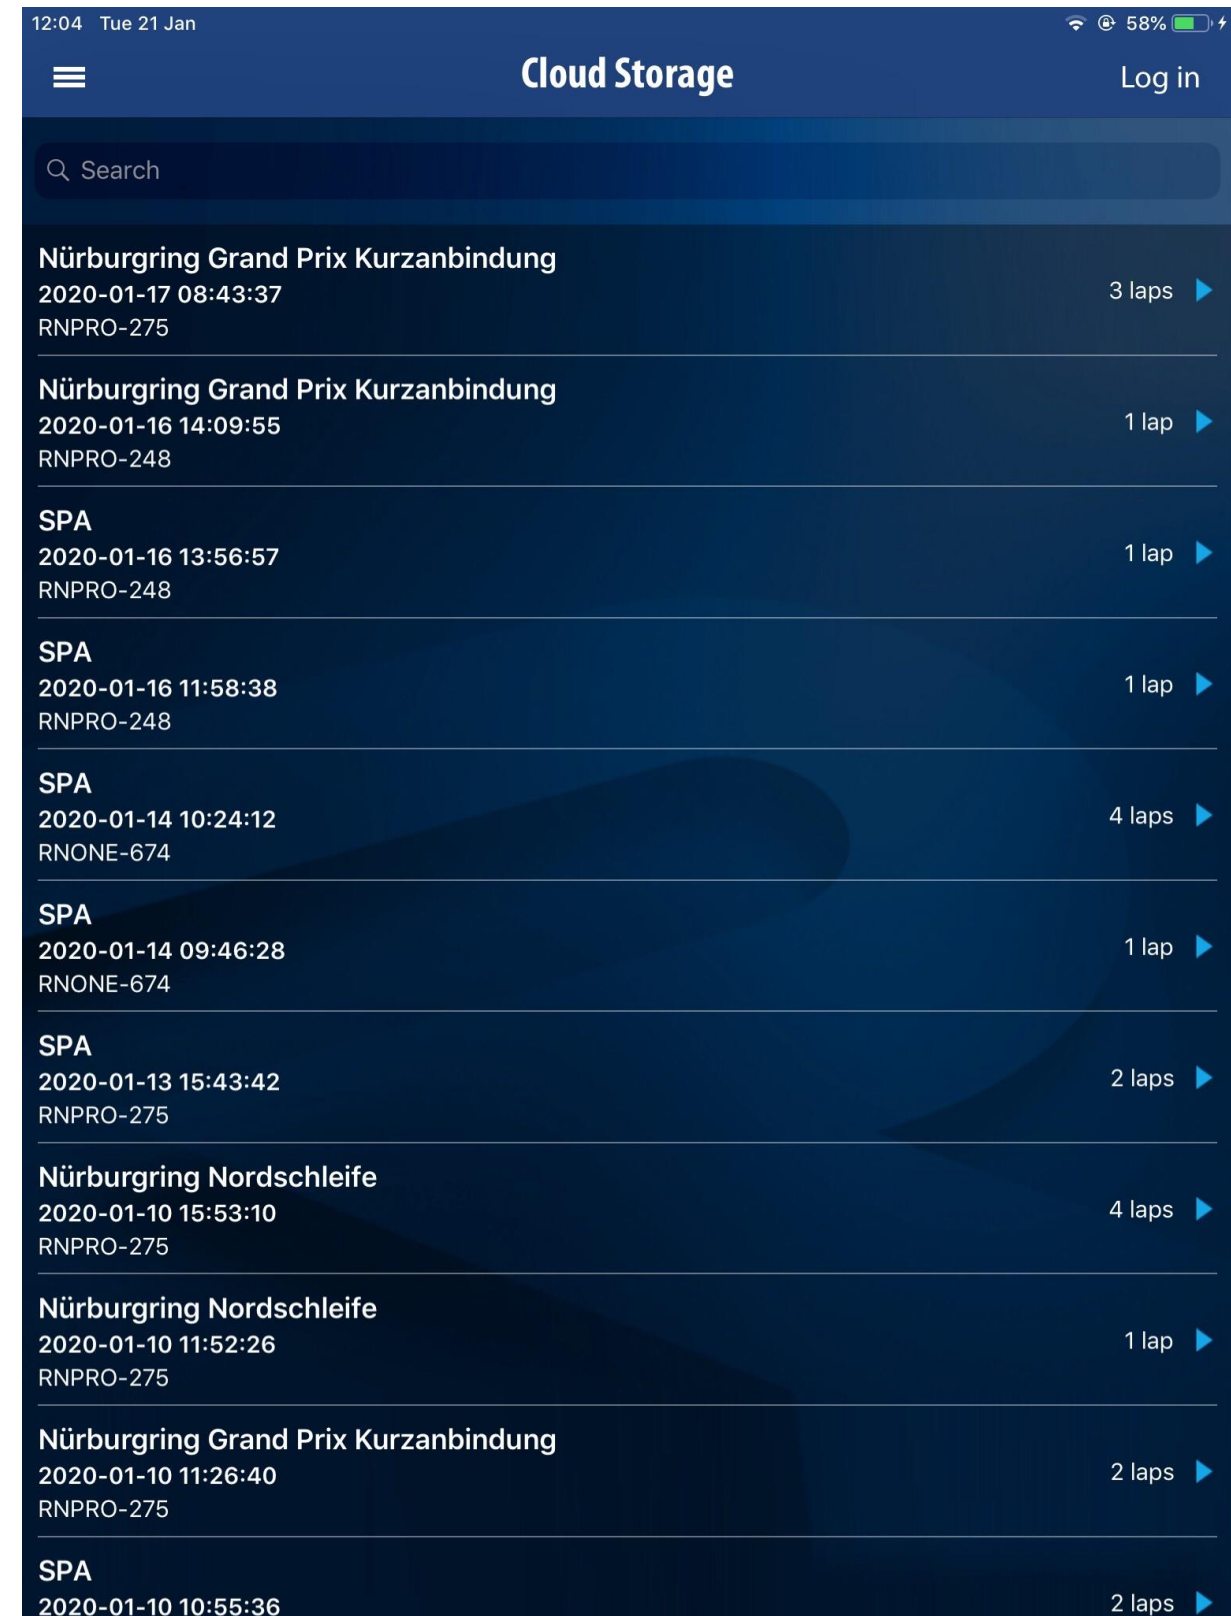 12:04 Tue 21 Jan 58%
Cloud Storage Log in
Search
Nürburgring Grand Prix Kurzanbindung
2020-01-17 08:43:37 3 laps
RNPRO-275
Nürburgring Grand Prix Kurzanbindung
2020-01-16 14:09:55 1 lap
RNPRO-248
SPA
2020-01-16 13:56:57 1 lap
RNPRO-248
SPA
2020-01-16 11:58:38 1 lap
RNPRO-248
SPA
2020-01-14 10:24:12 4 laps
RNONE-674
SPA
2020-01-14 09:46:28 1 lap
RNONE-674
SPA
2020-01-13 15:43:42 2 laps
RNPRO-275
Nürburgring Nordschleife
2020-01-10 15:53:10 4 laps
RNPRO-275
Nürburgring Nordschleife
2020-01-10 11:52:26 1 lap
RNPRO-275
Nürburgring Grand Prix Kurzanbindung
2020-01-10 11:26:40 2 laps
RNPRO-275
SPA
2020-01-10 10:55:36 2 laps